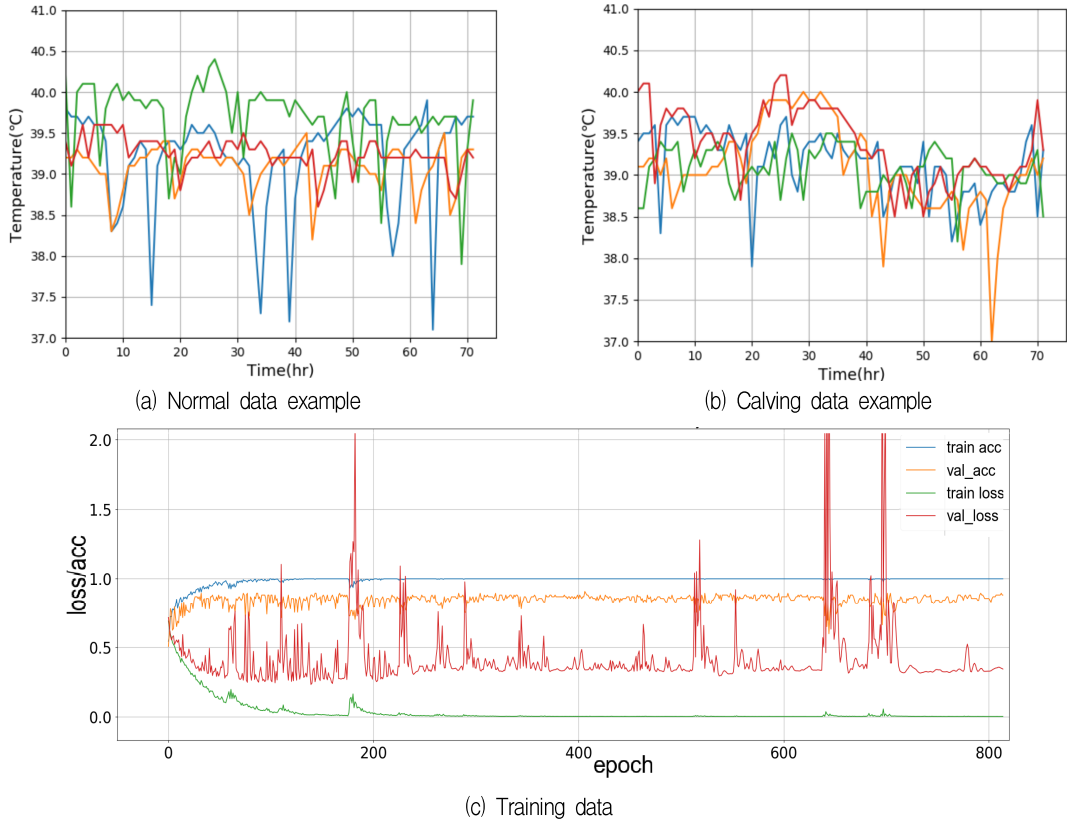 41.0
40.5
40.0
39.5
39.0
38.5
38.0
37.5
37.0
Temperature(℃)
0 10 20 30 40 50 60 70
Time(hr)
(a) Normal data example
41.0
40.5
40.0
39.5
39.0
38.5
38.0
37.5
37.0
Temperature(℃)
0 10 20 30 40 50 60 70
Time(hr)
(b) Calving data example
2.0
1.5
1.0
0.5
0.0
loss/acc
train acc
val_acc
train loss
val_loss
0 200 400 600 800
epoch
(c) Training data